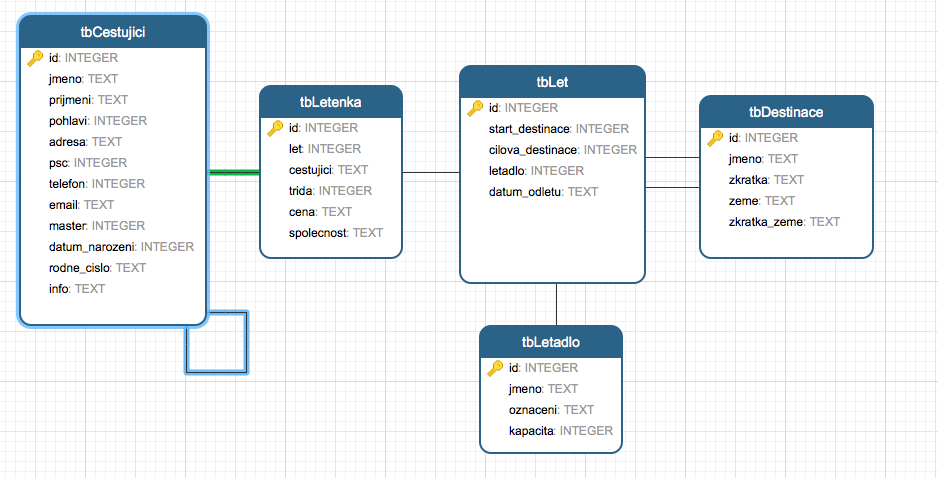 tbCestujici
id: INTEGER
jmeno: TEXT
prijmeni: TEXT
pohlavi: INTEGER
adresa: TEXT
psc: INTEGER
telefon: INTEGER
email: TEXT
master: INTEGER
datum_narozeni: INTEGER
rodne_cislo: TEXT
info: TEXT
tbLetenka
id: INTEGER
let: INTEGER
cestujici: TEXT
trida: INTEGER
cena: TEXT
spolecnost: TEXT
tbLet
id: INTEGER
start_destinace: INTEGER
cilova_destinace: INTEGER
letadlo: INTEGER
datum_odletu: TEXT
tbDestinace
id: INTEGER
jmeno: TEXT
zkratka: TEXT
zeme: TEXT
zkratka_zeme: TEXT
tbLetadlo
id: INTEGER
jmeno: TEXT
oznaceni: TEXT
kapacita: INTEGER